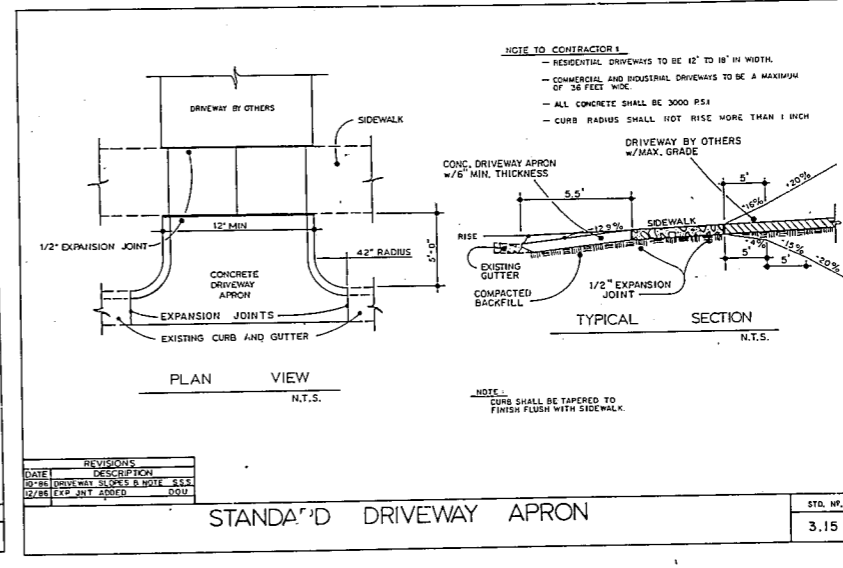 NOTE TO CONTRACTOR:
— RESIDENTIAL DRIVEWAYS TO BE 12' TO 18' IN WIDTH.
— COMMERCIAL AND INDUSTRIAL DRIVEWAYS TO BE A MAXIMUM
OF 36 FEET WIDE.
— ALL CONCRETE SHALL BE 3000 P.S.I
— CURB RADIUS SHALL NOT RISE MORE THAN 1 INCH
DRIVEWAY BY OTHERS
SIDEWALK
12' MIN
1/2" EXPANSION JOINT
42" RADIUS
5'-0"
CONCRETE
DRIVEWAY
APRON
EXPANSION JOINTS
EXISTING CURB AND GUTTER
PLAN VIEW
N.T.S.
DRIVEWAY BY OTHERS
w/MAX. GRADE
CONC. DRIVEWAY APRON
w/6" MIN. THICKNESS
5'
+20%
5.5'
+16%
SIDEWALK
12.9%
RISE
-4%
-15%
5'
5'
-20%
EXISTING
GUTTER
1/2" EXPANSION
JOINT
COMPACTED
BACKFILL
TYPICAL SECTION
N.T.S.
NOTE:
CURB SHALL BE TAPERED TO
FINISH FLUSH WITH SIDEWALK.
REVISIONS
DATE DESCRIPTION
10-86 DRIVEWAY SLOPES & NOTE S.S.S
12/86 EXP JNT ADDED DOU
STANDARD DRIVEWAY APRON
STD. Nº.
3.15